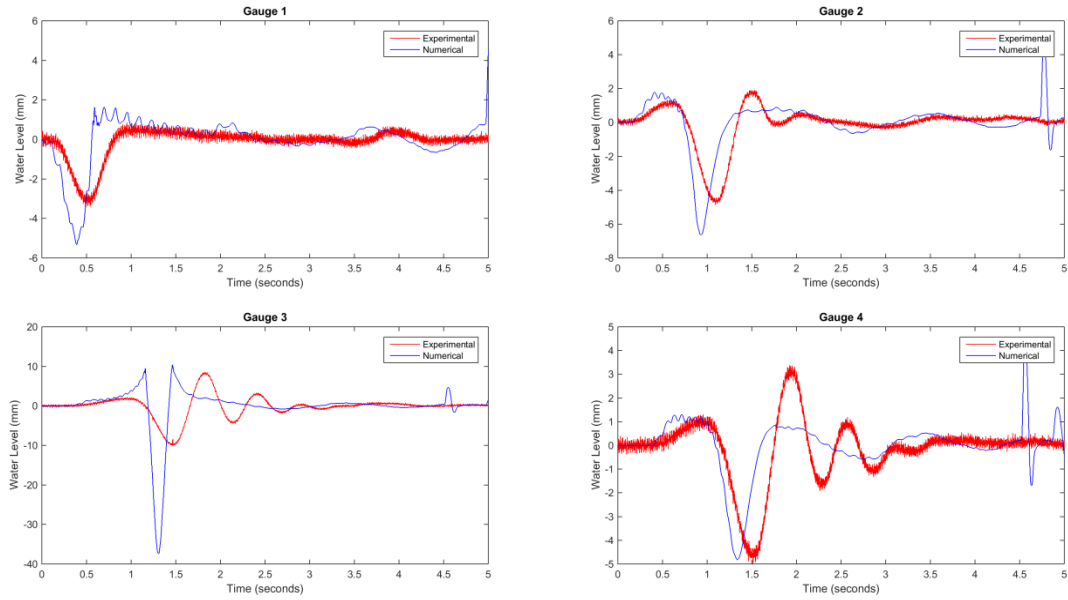 Gauge 1
Experimental
Numerical
Water Level (mm)
6
4
2
0
-2
-4
-6
0 0.5 1 1.5 2 2.5 3 3.5 4 4.5 5
Time (seconds)
Gauge 2
Experimental
Numerical
Water Level (mm)
6
4
2
0
-2
-4
-6
-8
0 0.5 1 1.5 2 2.5 3 3.5 4 4.5 5
Time (seconds)
Gauge 3
Experimental
Numerical
Water Level (mm)
20
10
0
-10
-20
-30
-40
0 0.5 1 1.5 2 2.5 3 3.5 4 4.5 5
Time (seconds)
Gauge 4
Experimental
Numerical
Water Level (mm)
5
4
3
2
1
0
-1
-2
-3
-4
-5
0 0.5 1 1.5 2 2.5 3 3.5 4 4.5 5
Time (seconds)